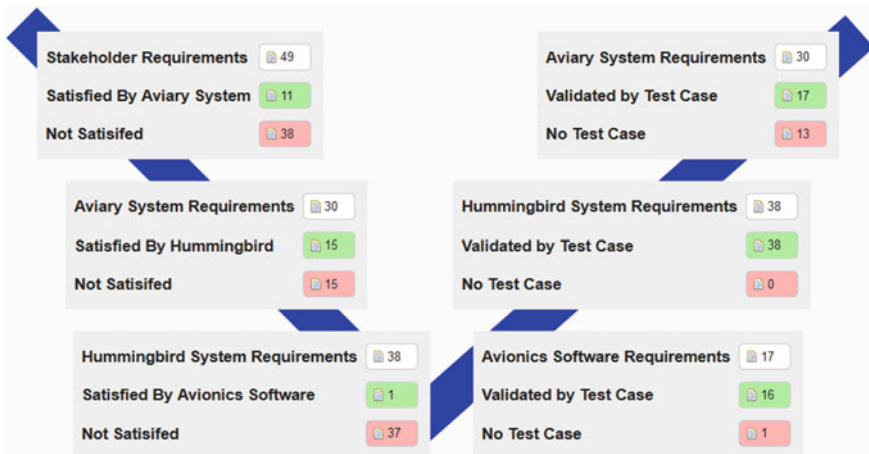 Stakeholder Requirements 49
Satisfied By Aviary System 11
Not Satisifed 38
Aviary System Requirements 30
Validated by Test Case 17
No Test Case 13
Aviary System Requirements 30
Satisfied By Hummingbird 15
Not Satisifed 15
Hummingbird System Requirements 38
Validated by Test Case 38
No Test Case 0
Hummingbird System Requirements 38
Satisfied By Avionics Software 1
Not Satisifed 37
Avionics Software Requirements 17
Validated by Test Case 16
No Test Case 1